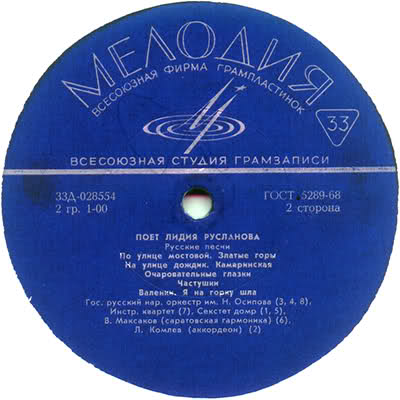 МЕЛОДИЯ
ВСЕСОЮЗНАЯ ФИРМА ГРАМПЛАСТИНОК
33
ВСЕСОЮЗНАЯ СТУДИЯ ГРАМЗАПИСИ
33Д-028554
ГОСТ 5289-68
2 гр. 1-00
2 сторона
ПОЕТ ЛИДИЯ РУСЛАНОВА
Русские песни
По улице мостовой. Златые горы
На улице дождик. Камаринская
Очаровательные глазки
Частушки
Валенки. Я на горку шла
Гос. русский нар. оркестр им. Н. Осипова (3, 4, 8),
Инстр. квартет (7), Секстет домр (1, 5),
В. Максаков (саратовская гармоника) (6),
Л. Комлев (аккордеон) (2)